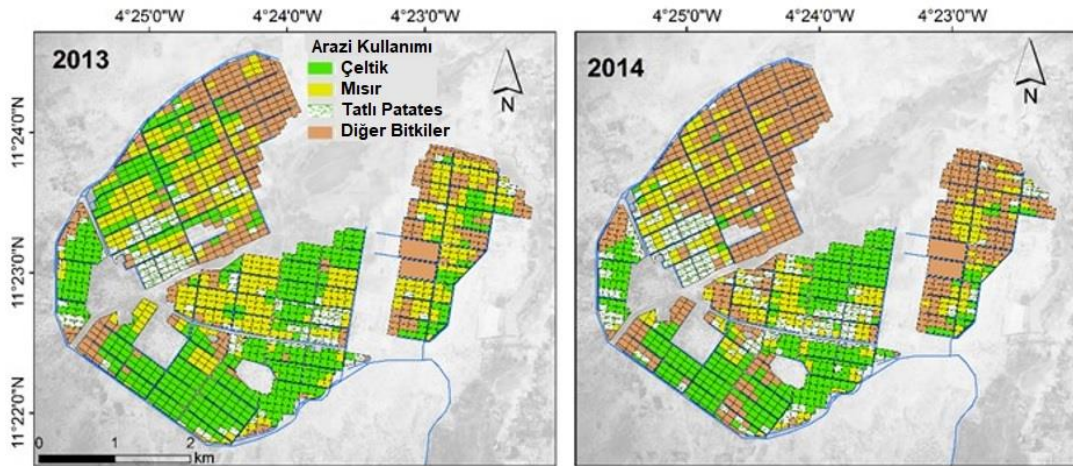 4°25'0"W 4°24'0"W 4°23'0"W
4°25'0"W 4°24'0"W 4°23'0"W
2013
Arazi Kullanımı
Çeltik
Mısır
Tatlı Patates
Diğer Bitkiler
N
2014
N
11°24'0"N
11°23'0"N
11°22'0"N
0 1 2
km